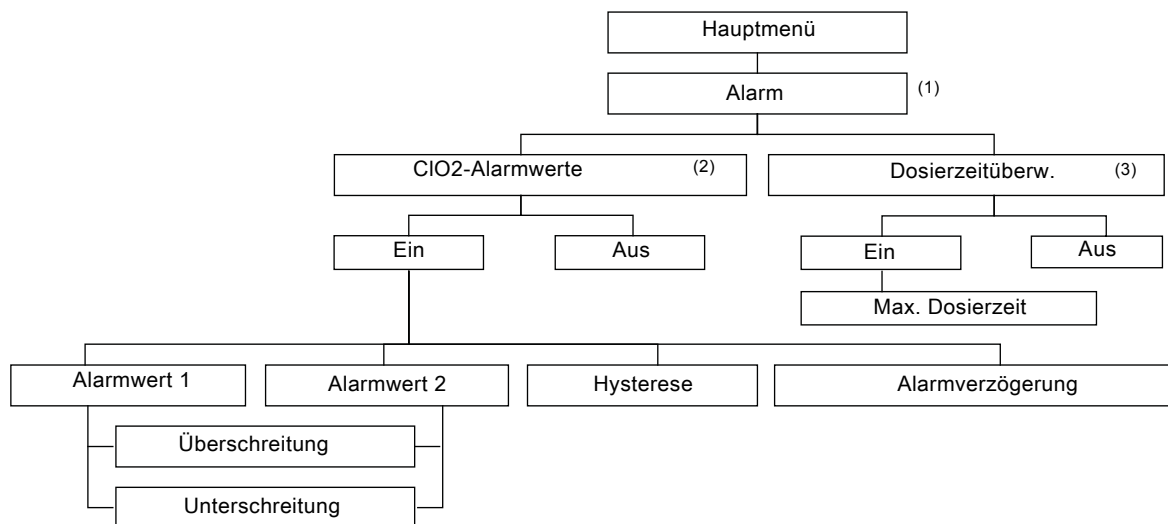 Hauptmenü
Alarm (1)
ClO2-Alarmwerte (2)
Dosierzeitüberw. (3)
Ein
Aus
Ein
Aus
Max. Dosierzeit
Alarmwert 1
Alarmwert 2
Hysterese
Alarmverzögerung
Überschreitung
Unterschreitung